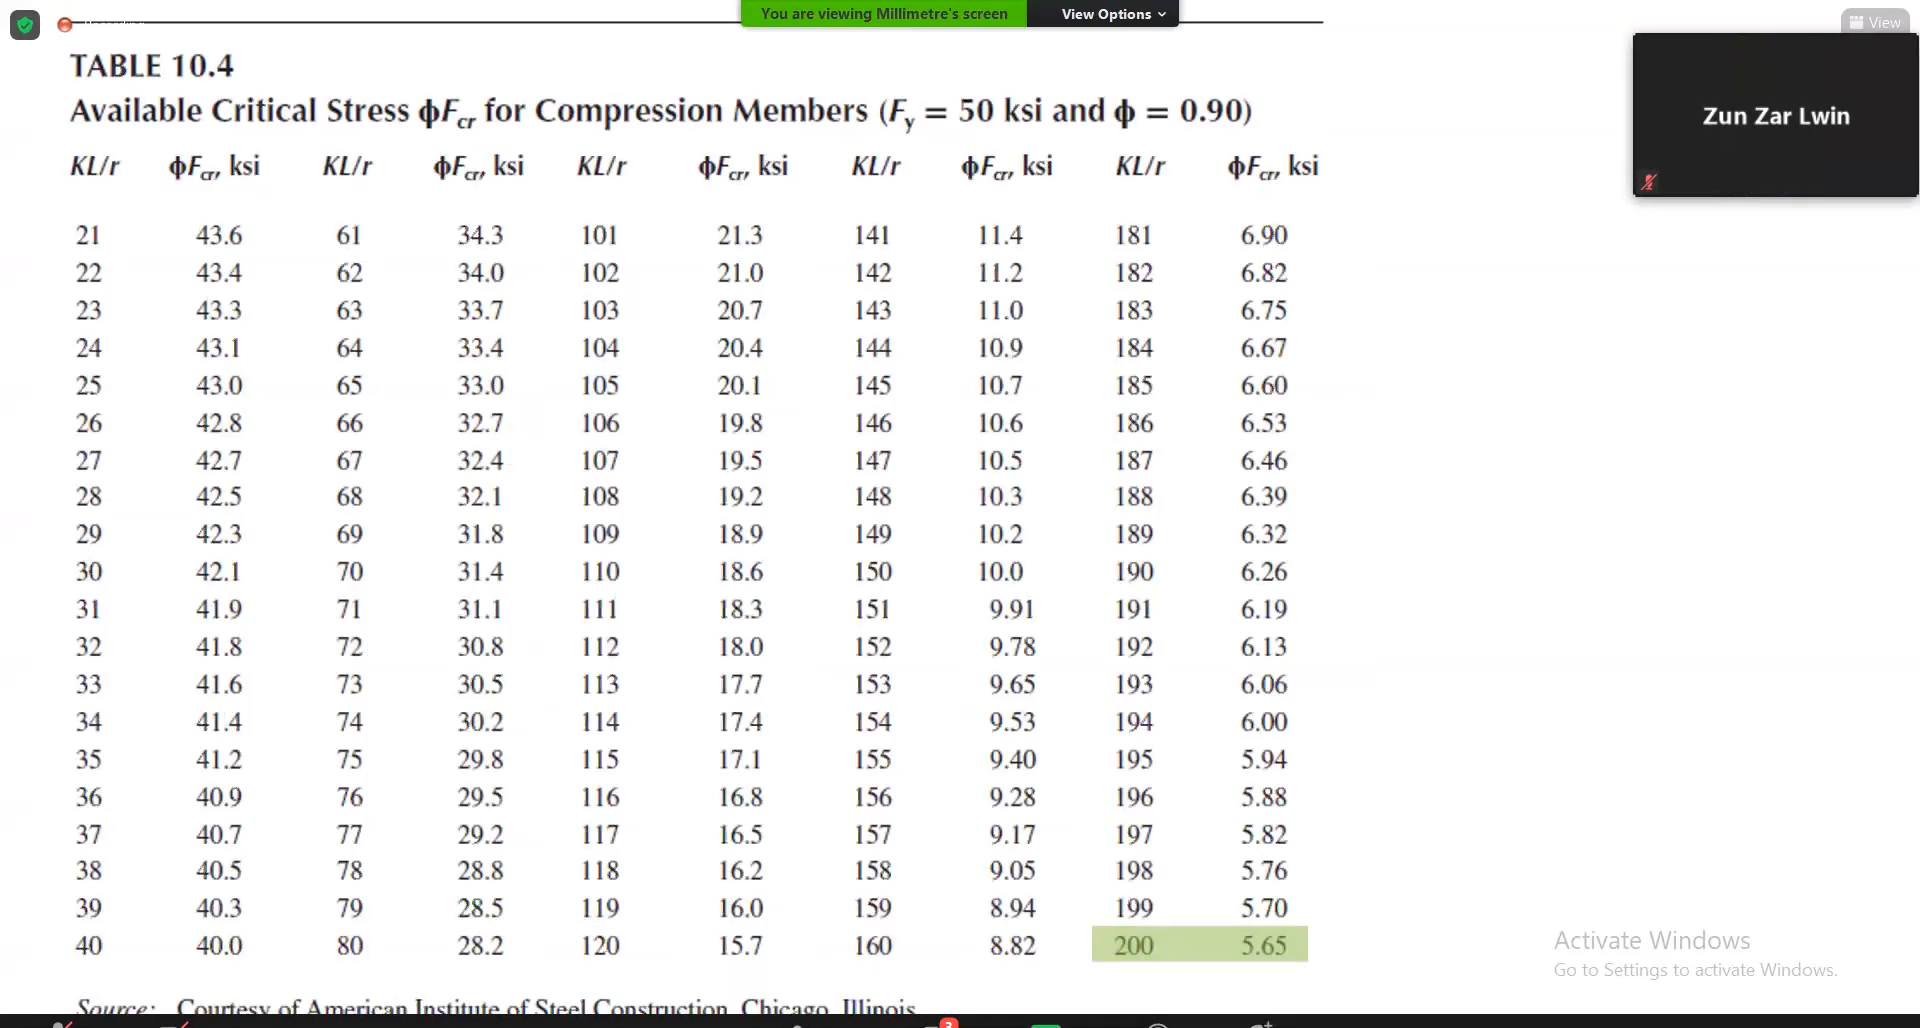 You are viewing Millimetre's screen View Options
View
TABLE 10.4
Available Critical Stress ϕFcr for Compression Members (Fy = 50 ksi and ϕ = 0.90)
Zun Zar Lwin
KL/r ϕFcr, ksi KL/r ϕFcr, ksi KL/r ϕFcr, ksi KL/r ϕFcr, ksi KL/r ϕFcr, ksi
21 43.6 61 34.3 101 21.3 141 11.4 181 6.90
22 43.4 62 34.0 102 21.0 142 11.2 182 6.82
23 43.3 63 33.7 103 20.7 143 11.0 183 6.75
24 43.1 64 33.4 104 20.4 144 10.9 184 6.67
25 43.0 65 33.0 105 20.1 145 10.7 185 6.60
26 42.8 66 32.7 106 19.8 146 10.6 186 6.53
27 42.7 67 32.4 107 19.5 147 10.5 187 6.46
28 42.5 68 32.1 108 19.2 148 10.3 188 6.39
29 42.3 69 31.8 109 18.9 149 10.2 189 6.32
30 42.1 70 31.4 110 18.6 150 10.0 190 6.26
31 41.9 71 31.1 111 18.3 151 9.91 191 6.19
32 41.8 72 30.8 112 18.0 152 9.78 192 6.13
33 41.6 73 30.5 113 17.7 153 9.65 193 6.06
34 41.4 74 30.2 114 17.4 154 9.53 194 6.00
35 41.2 75 29.8 115 17.1 155 9.40 195 5.94
36 40.9 76 29.5 116 16.8 156 9.28 196 5.88
37 40.7 77 29.2 117 16.5 157 9.17 197 5.82
38 40.5 78 28.8 118 16.2 158 9.05 198 5.76
39 40.3 79 28.5 119 16.0 159 8.94 199 5.70
40 40.0 80 28.2 120 15.7 160 8.82 200 5.65
Activate Windows
Go to Settings to activate Windows.
Source: Courtesy of American Institute of Steel Construction, Chicago, Illinois
3